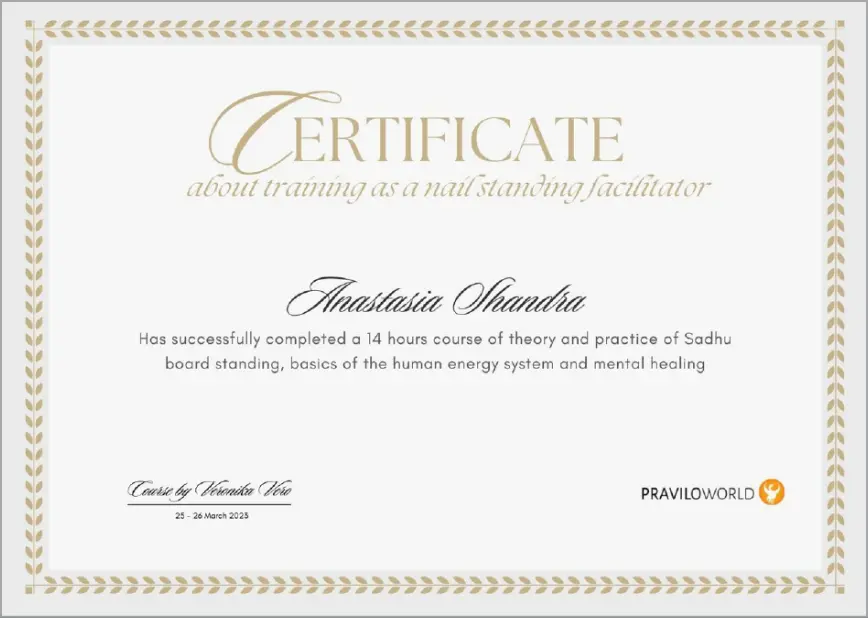 CERTIFICATE
about training as a nail standing facilitator
Anastasia Shandra
Has successfully completed a 14 hours course of theory and practice of Sadhu
board standing, basics of the human energy system and mental healing
Course by Veronika Vero
25 - 26 March 2023
PRAVILOWORLD